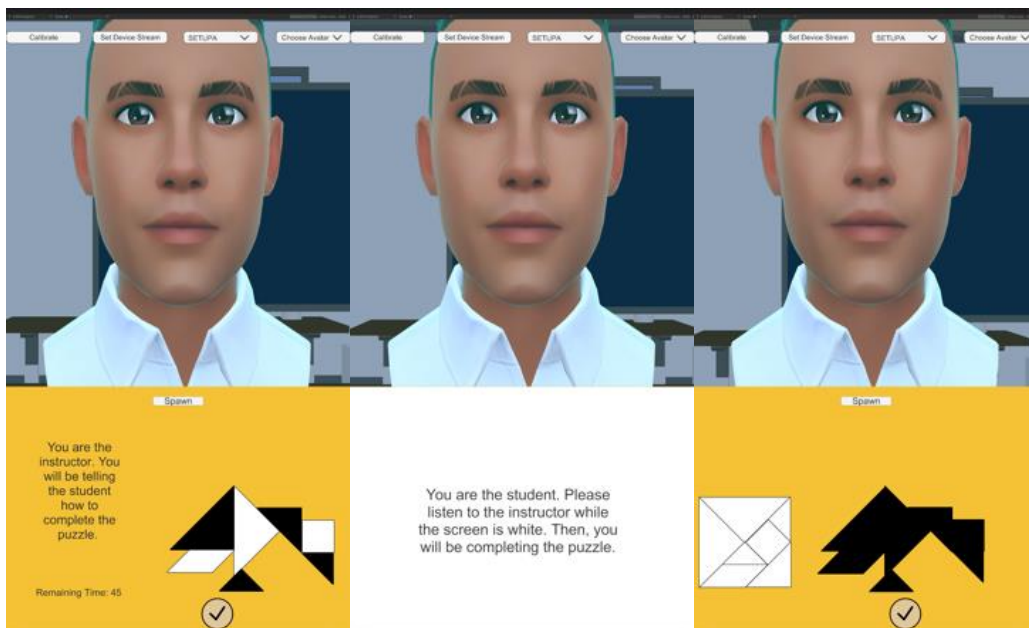 Calibrate
Set Device Stream
SETUPA
Choose Avatar
Calibrate
Set Device Stream
SETUPA
Choose Avatar
Calibrate
Set Device Stream
SETUPA
Choose Avatar
Spawn
You are the
instructor. You
will be telling
the student
how to
complete the
puzzle.
Remaining Time: 45
You are the student. Please
listen to the instructor while
the screen is white. Then, you
will be completing the puzzle.
Spawn